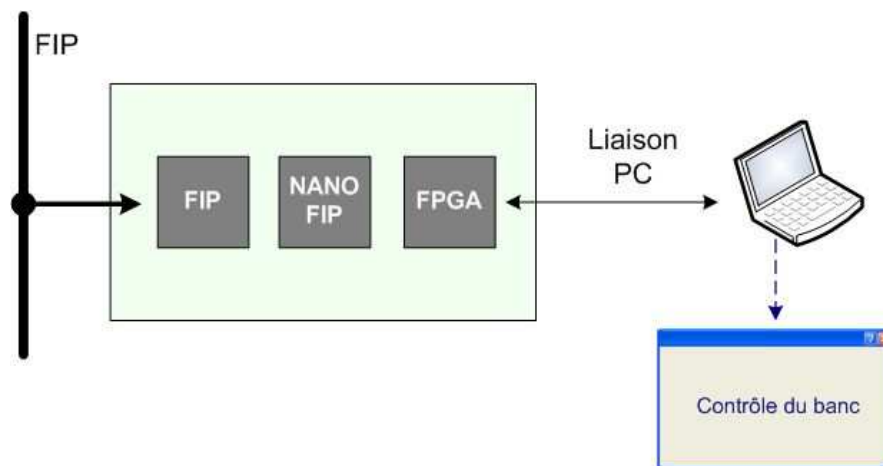 FIP
FIP
NANO
FIP
FPGA
Liaison
PC
Contrôle du banc